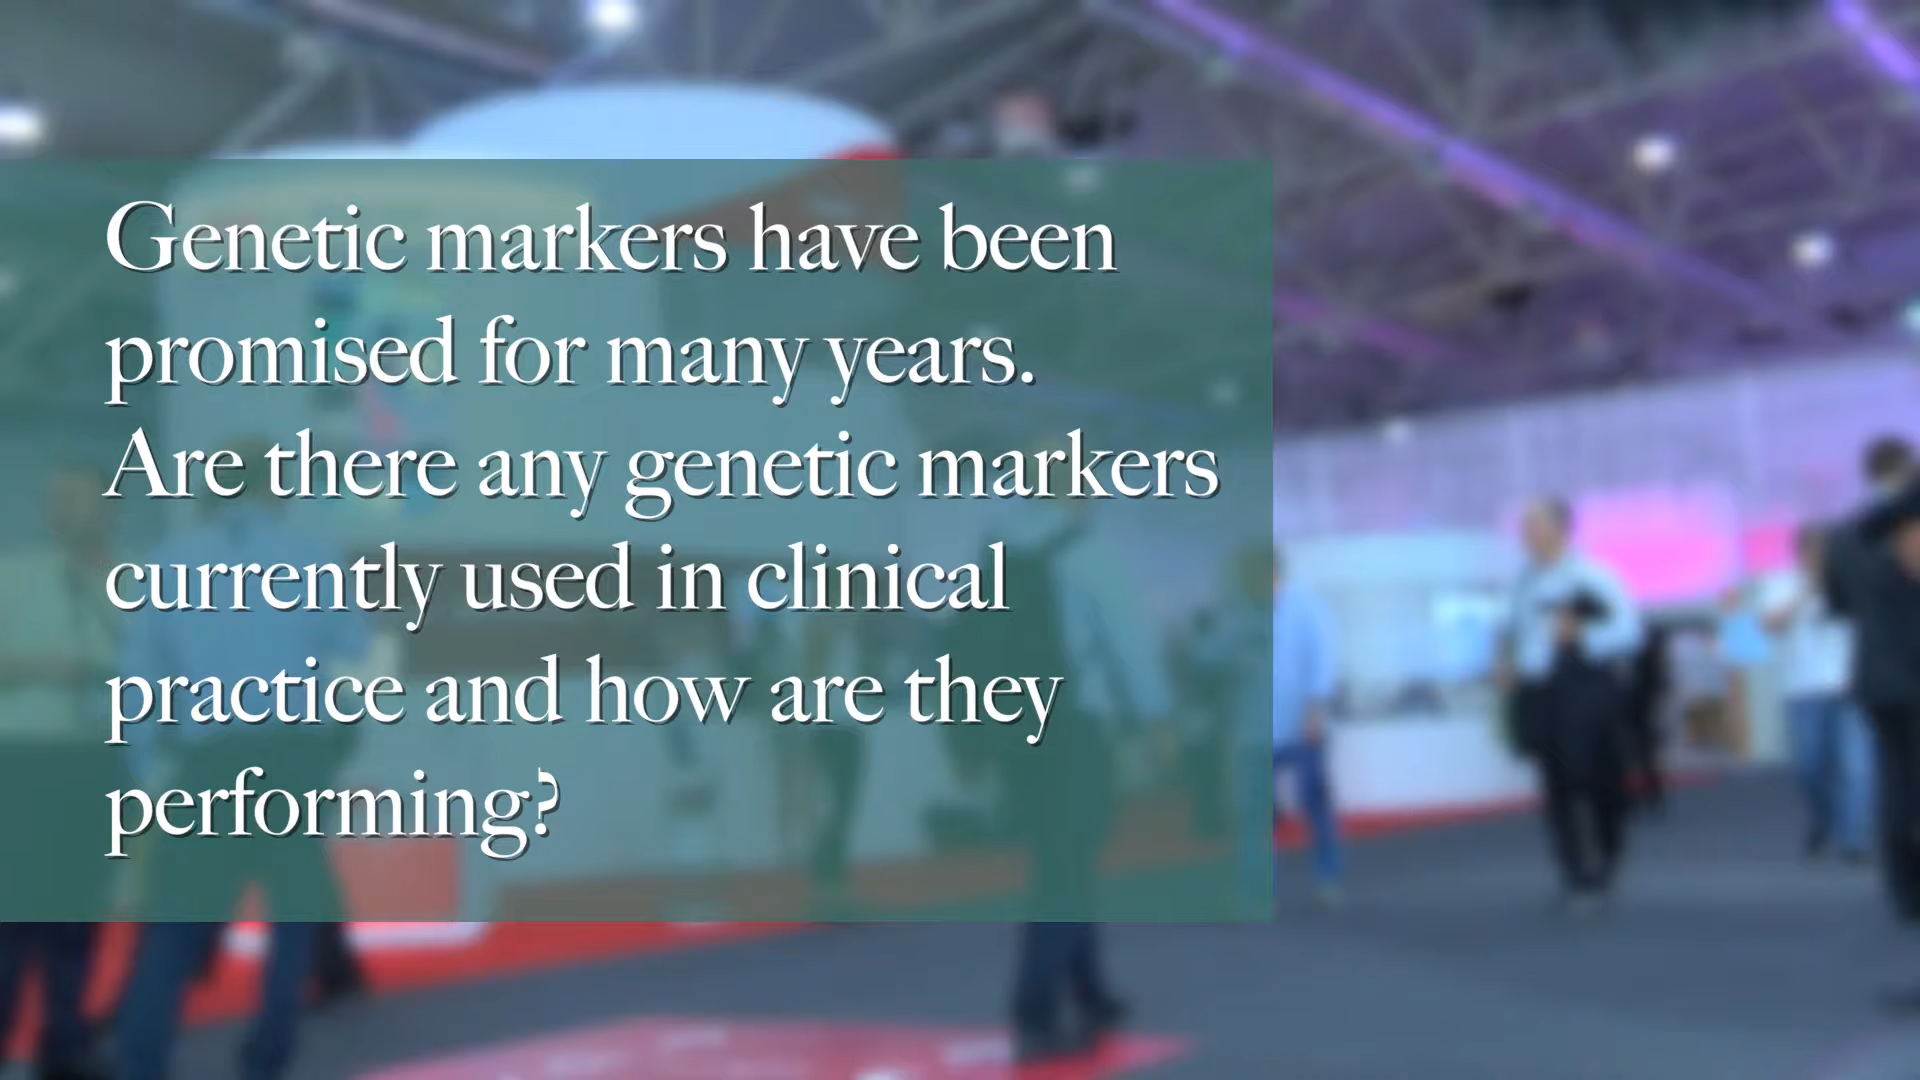 Genetic markers have been
promised for many years.
Are there any genetic markers
currently used in clinical
practice and how are they
performing?